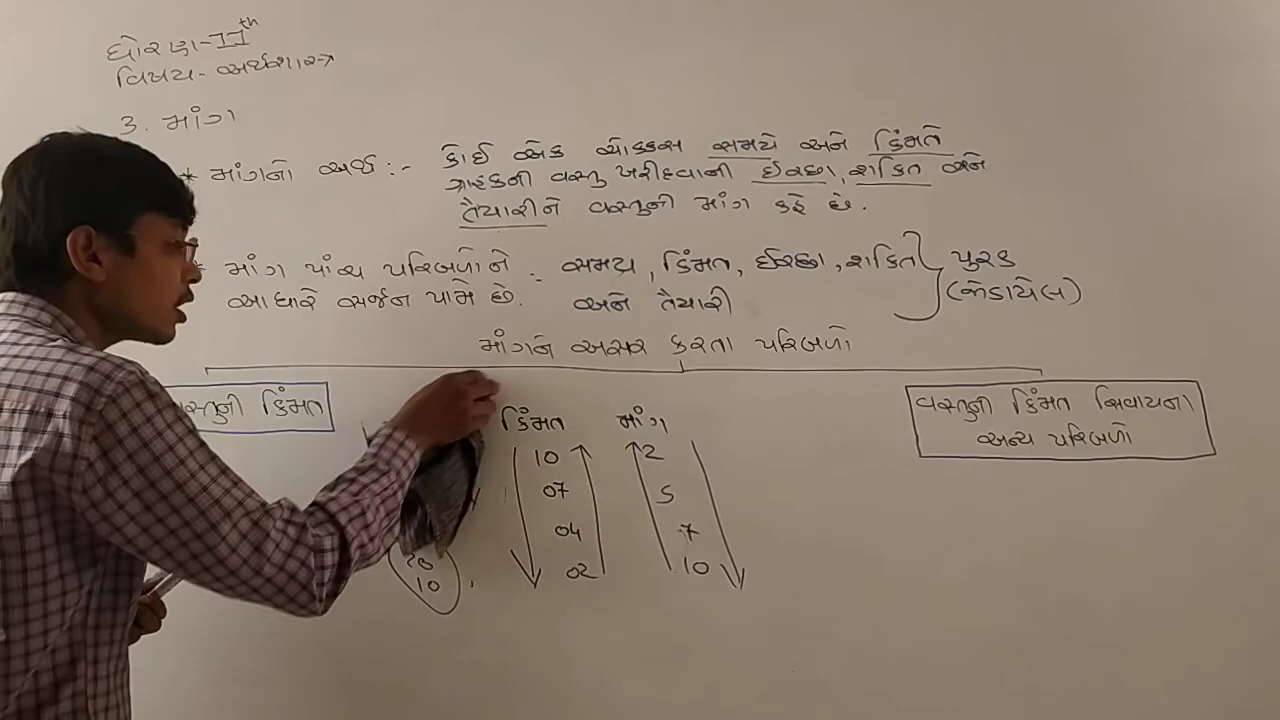 ધોરણ-11th
વિષય - અર્થશાસ્ત્ર
3. માંગ
* માંગનો અર્થ :- કોઈ એક ચોક્કસ સમયે અને કિંમતે
ગ્રાહકની વસ્તુ ખરીદવાની ઈચ્છા, શકિત અને
તૈયારીને વસ્તુની માંગ કહે છે.
* માંગ પાંચ પરિબળોને - સમય, કિંમત, ઈચ્છા, શકિત } પુરક
આધારે સર્જન પામે છે. અને તૈયારી (જોડાયેલ)
માંગને અસર કરતા પરિબળો
વસ્તુની કિંમત
કિંમત માંગ
10 2
07 5
04 7
02 10
20
10
વસ્તુની કિંમત સિવાયના
અન્ય પરિબળો